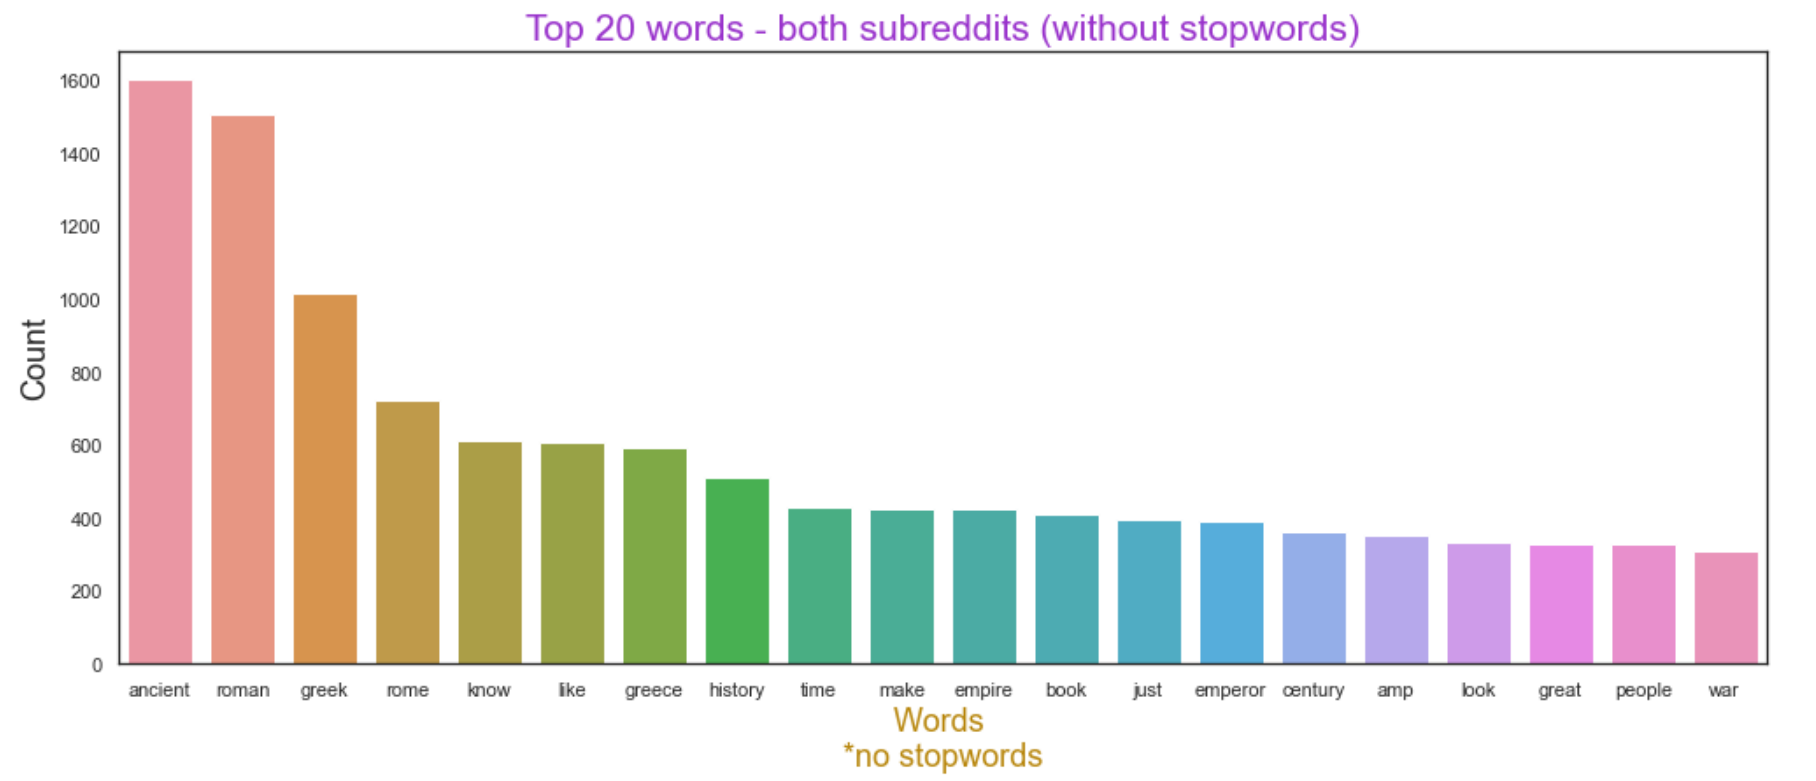 Top 20 words - both subreddits (without stopwords)
1600
1400
1200
1000
800
600
400
200
0
Count
ancient roman greek rome know like greece history time make empire book just emperor century amp look great people war
Words
*no stopwords